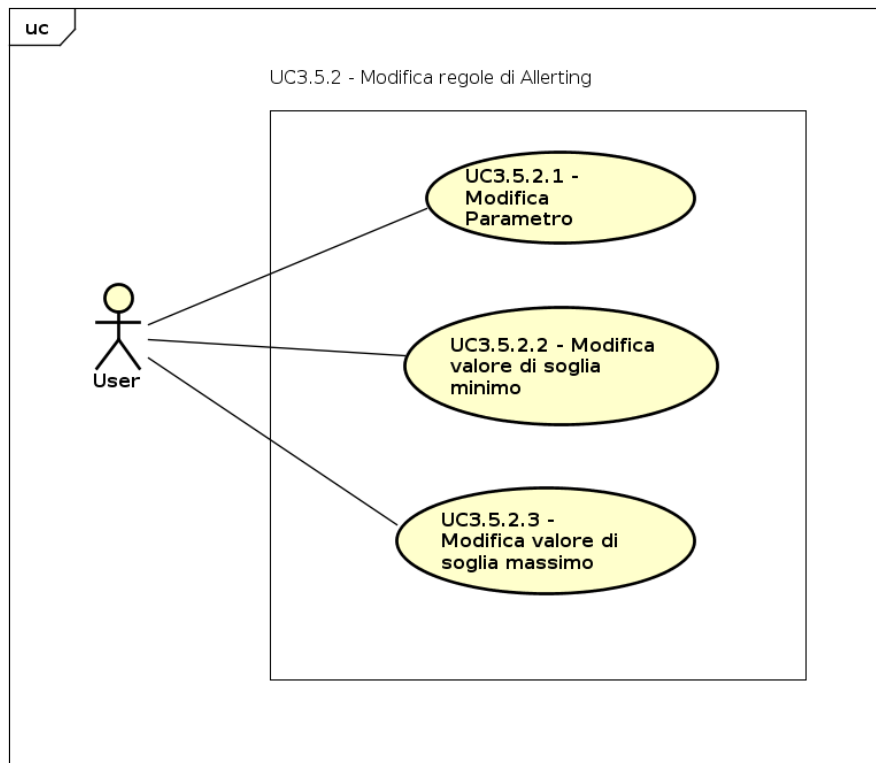 uc
UC3.5.2 - Modifica regole di Allerting
UC3.5.2.1 -
Modifica
Parametro
UC3.5.2.2 - Modifica
valore di soglia
minimo
User
UC3.5.2.3 -
Modifica valore di
soglia massimo